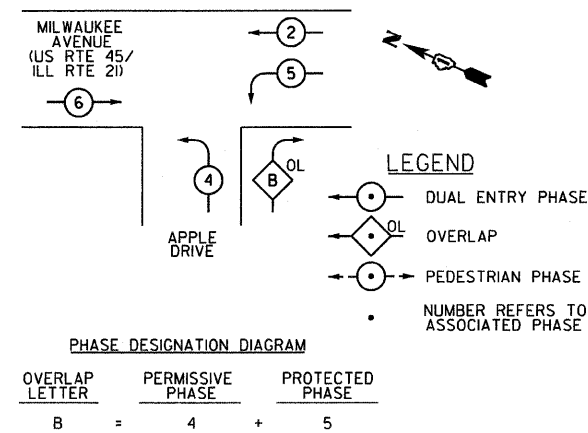 MILWAUKEE
AVENUE
(US RTE 45/
ILL RTE 21)
2
5
6
N
4
B
OL
APPLE
DRIVE
LEGEND
DUAL ENTRY PHASE
OL
OVERLAP
PEDESTRIAN PHASE
NUMBER REFERS TO
ASSOCIATED PHASE
PHASE DESIGNATION DIAGRAM
OVERLAP LETTER PERMISSIVE PHASE PROTECTED PHASE
B = 4 + 5